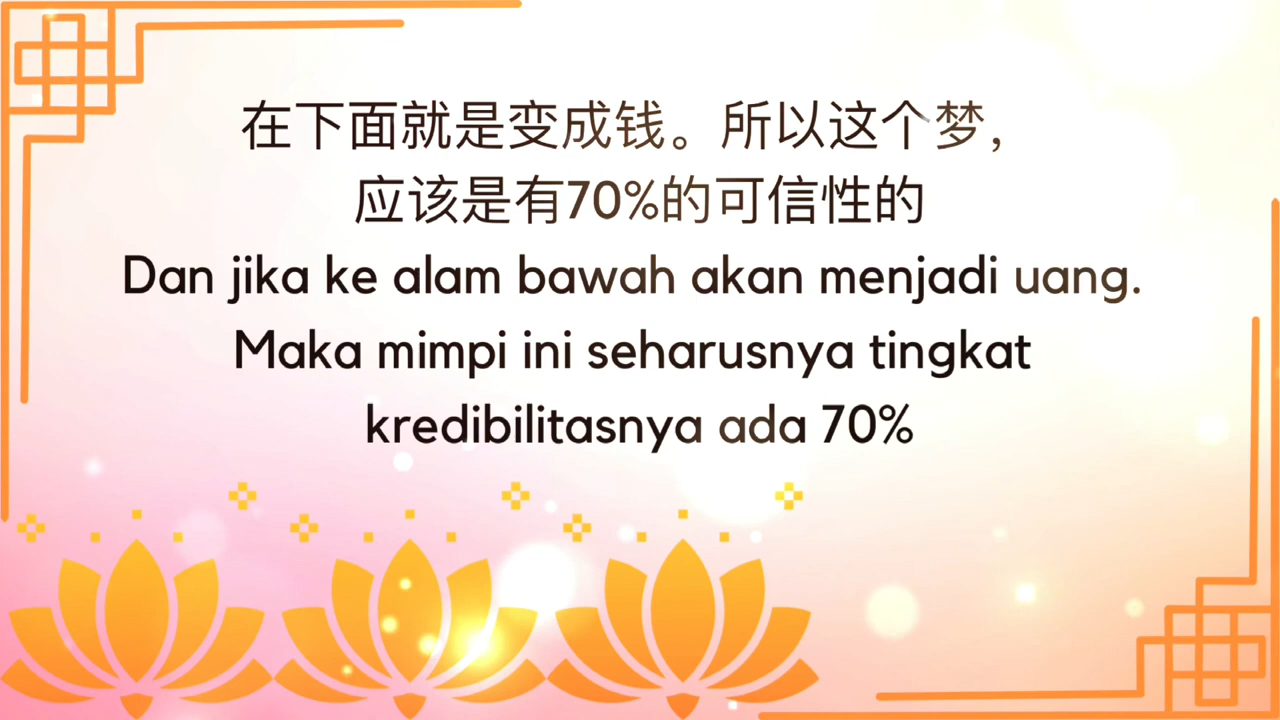 在下面就是变成钱。所以这个梦，
应该是有70%的可信性的
Dan jika ke alam bawah akan menjadi uang.
Maka mimpi ini seharusnya tingkat
kredibilitasnya ada 70%